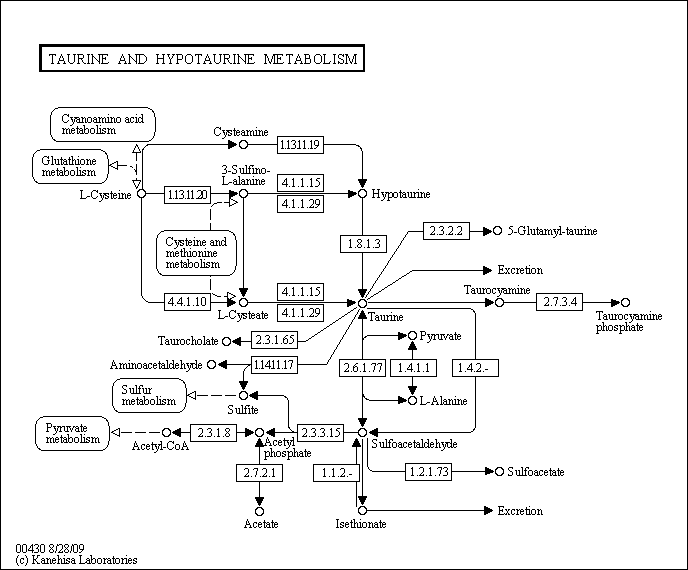 TAURINE AND HYPOTAURINE METABOLISM
Cyanoamino acid
metabolism
Cysteamine
1.13.11.19
Glutathione
metabolism
3-Sulfino-
L-alanine
4.1.1.15
L-Cysteine
1.13.11.20
Hypotaurine
4.1.1.29
2.3.2.2
5-Glutamyl-taurine
Cysteine and
methionine
metabolism
1.8.1.3
Excretion
Taurocyamine
4.1.1.15
4.4.1.10
2.7.3.4
L-Cysteate
4.1.1.29
Taurine
Taurocyamine
phosphate
Taurocholate
2.3.1.65
Pyruvate
Aminoacetaldehyde
1.14.11.17
2.6.1.77
1.4.1.1
1.4.2.-
Sulfur
metabolism
Sulfite
L-Alanine
Pyruvate
metabolism
2.3.1.8
2.3.3.15
Acetyl-CoA
Acetyl
phosphate
Sulfoacetaldehyde
2.7.2.1
1.1.2.-
1.2.1.73
Sulfoacetate
Acetate
Isethionate
Excretion
00430 8/28/09
(c) Kanehisa Laboratories